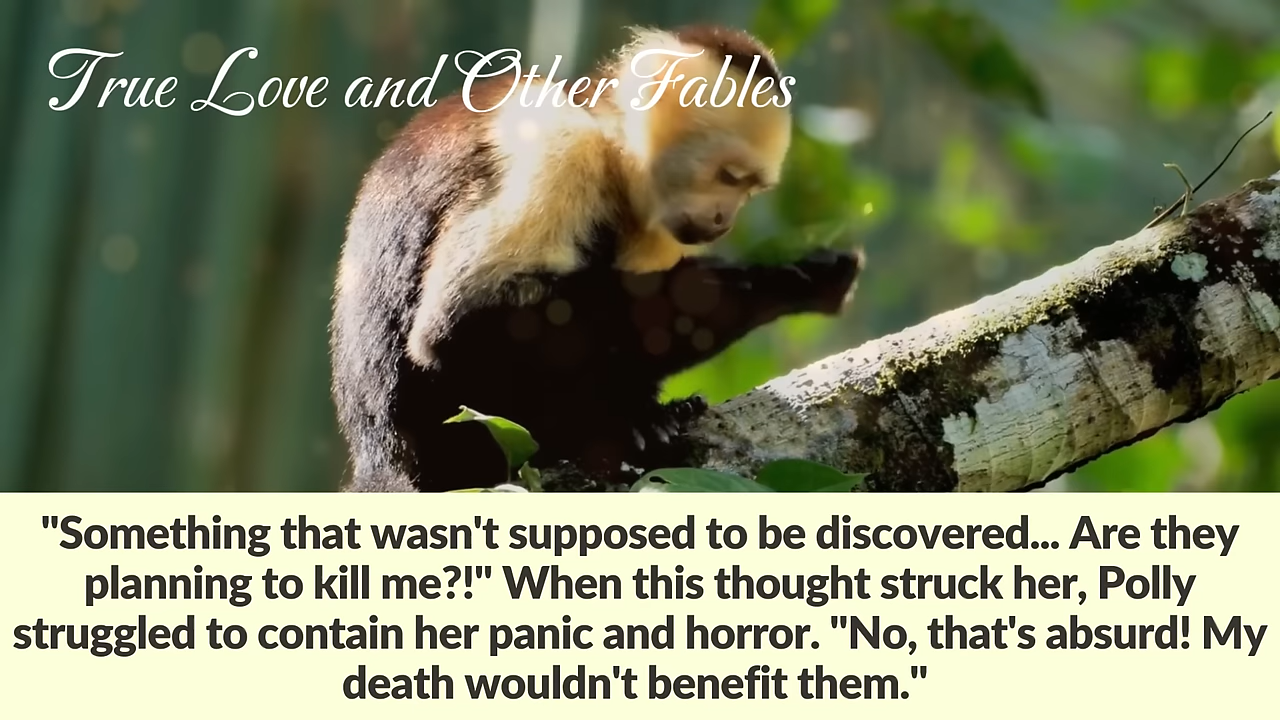 True Love and Other Fables
"Something that wasn't supposed to be discovered... Are they
planning to kill me?!" When this thought struck her, Polly
struggled to contain her panic and horror. "No, that's absurd! My
death wouldn't benefit them."